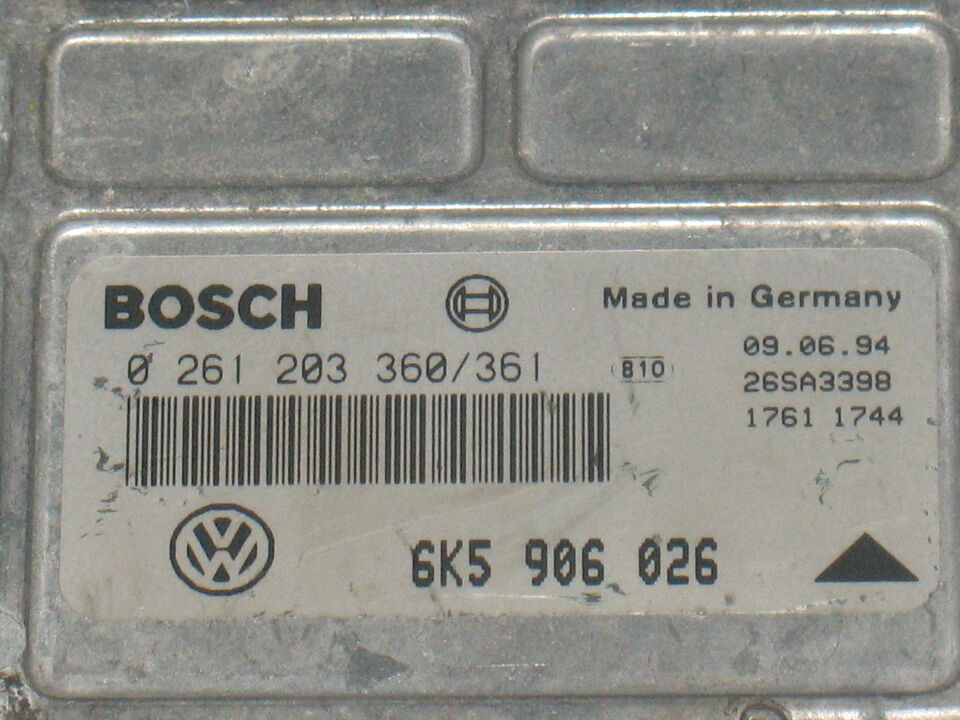 BOSCH
Made in Germany
0 261 203 360/361
810
09.06.94
26SA3398
1761 1744
6K5 906 026